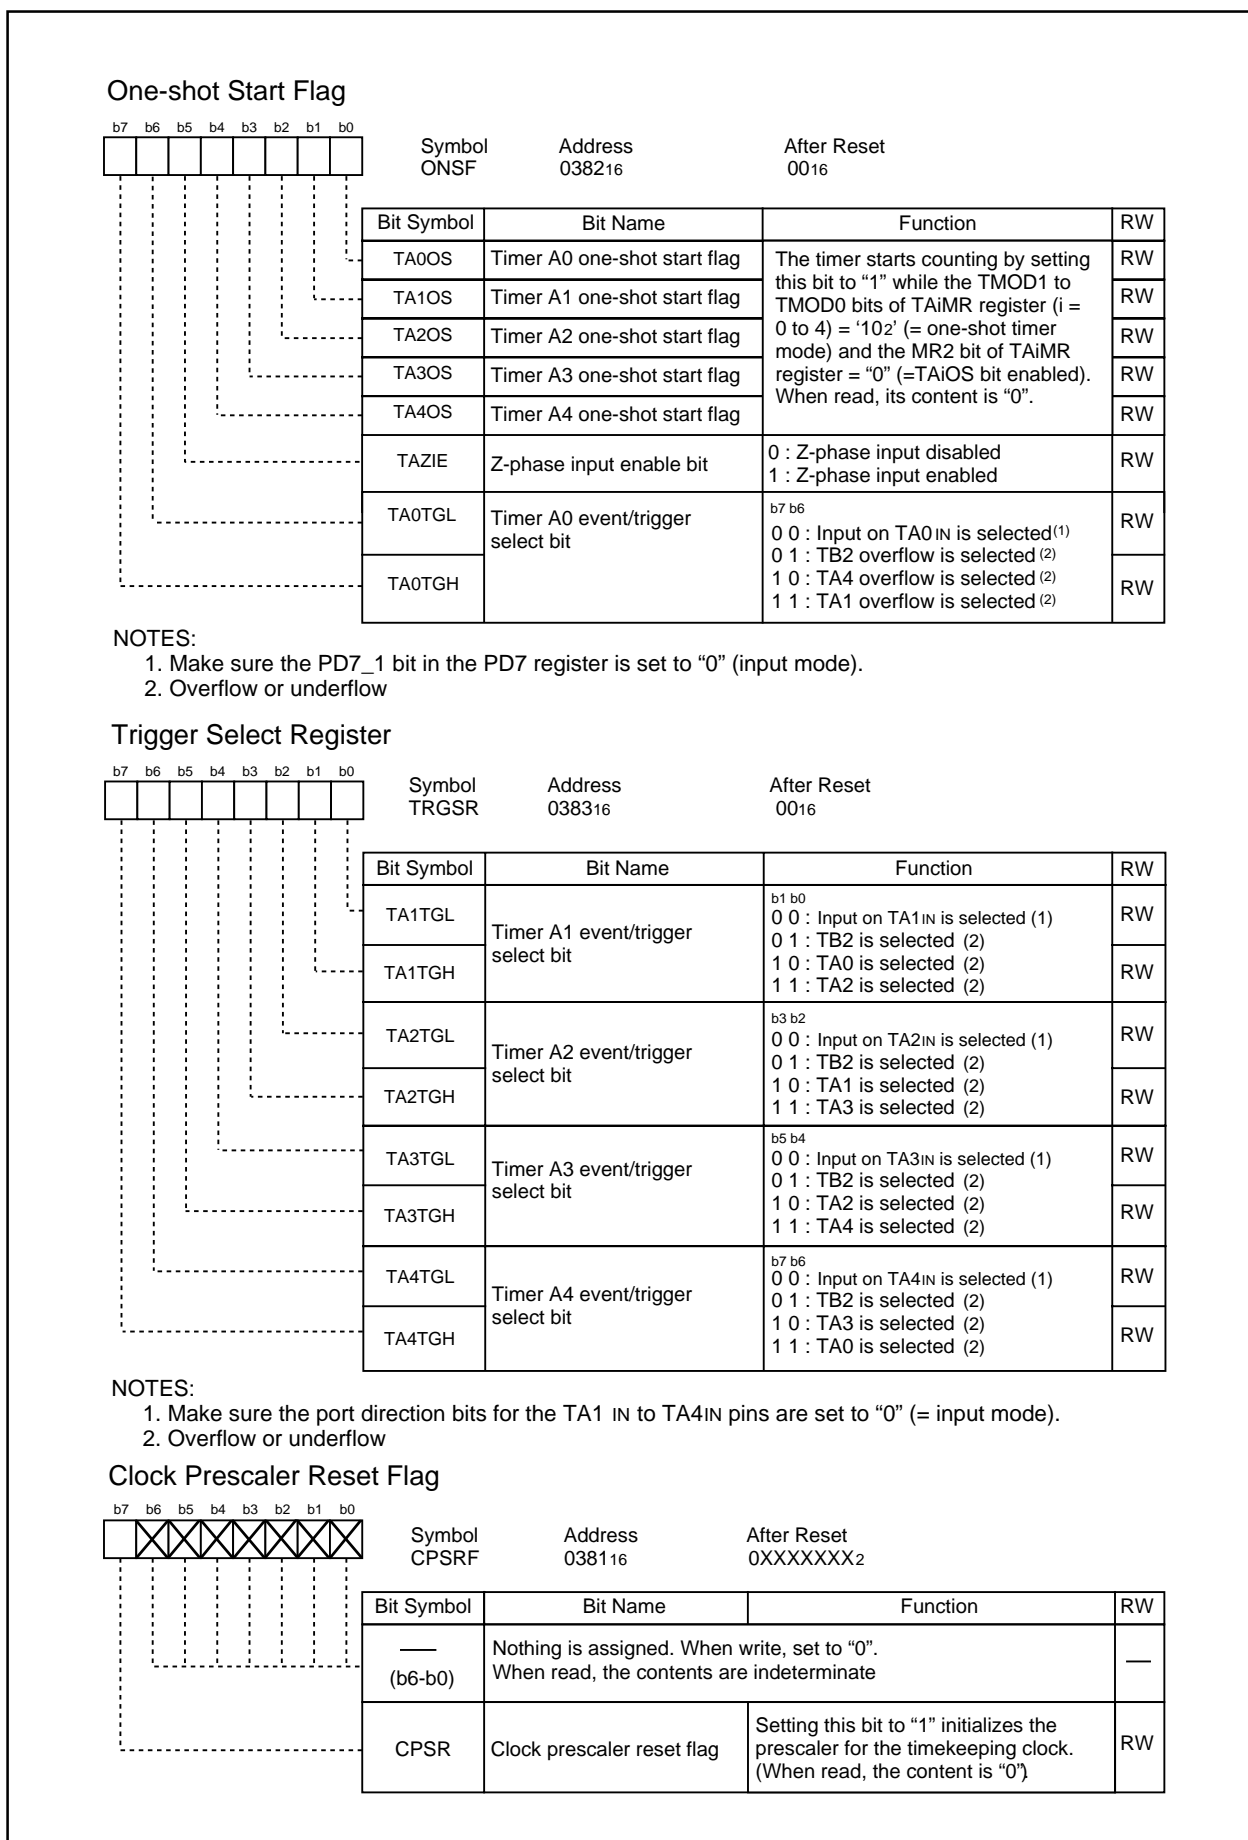 One-shot Start Flag
b7 b6 b5 b4 b3 b2 b1 b0
Symbol Address After Reset
ONSF 038216 0016
Bit Symbol Bit Name Function RW
TA0OS Timer A0 one-shot start flag RW
TA1OS Timer A1 one-shot start flag RW
TA2OS Timer A2 one-shot start flag RW
TA3OS Timer A3 one-shot start flag RW
TA4OS Timer A4 one-shot start flag RW
The timer starts counting by setting
this bit to “1” while the TMOD1 to
TMOD0 bits of TAiMR register (i =
0 to 4) = ‘102’ (= one-shot timer
mode) and the MR2 bit of TAiMR
register = “0” (=TAiOS bit enabled).
When read, its content is “0”.
TAZIE Z-phase input enable bit RW
0 : Z-phase input disabled
1 : Z-phase input enabled
TA0TGL RW
TA0TGH RW
Timer A0 event/trigger
select bit
b7 b6
0 0 : Input on TA0IN is selected(1)
0 1 : TB2 overflow is selected (2)
1 0 : TA4 overflow is selected (2)
1 1 : TA1 overflow is selected (2)
NOTES:
1. Make sure the PD7_1 bit in the PD7 register is set to “0” (input mode).
2. Overflow or underflow
Trigger Select Register
b7 b6 b5 b4 b3 b2 b1 b0
Symbol Address After Reset
TRGSR 038316 0016
Bit Symbol Bit Name Function RW
TA1TGL RW
TA1TGH RW
Timer A1 event/trigger
select bit
b1 b0
0 0 : Input on TA1IN is selected (1)
0 1 : TB2 is selected (2)
1 0 : TA0 is selected (2)
1 1 : TA2 is selected (2)
TA2TGL RW
TA2TGH RW
Timer A2 event/trigger
select bit
b3 b2
0 0 : Input on TA2IN is selected (1)
0 1 : TB2 is selected (2)
1 0 : TA1 is selected (2)
1 1 : TA3 is selected (2)
TA3TGL RW
TA3TGH RW
Timer A3 event/trigger
select bit
b5 b4
0 0 : Input on TA3IN is selected (1)
0 1 : TB2 is selected (2)
1 0 : TA2 is selected (2)
1 1 : TA4 is selected (2)
TA4TGL RW
TA4TGH RW
Timer A4 event/trigger
select bit
b7 b6
0 0 : Input on TA4IN is selected (1)
0 1 : TB2 is selected (2)
1 0 : TA3 is selected (2)
1 1 : TA0 is selected (2)
NOTES:
1. Make sure the port direction bits for the TA1 IN to TA4IN pins are set to “0” (= input mode).
2. Overflow or underflow
Clock Prescaler Reset Flag
b7 b6 b5 b4 b3 b2 b1 b0
Symbol Address After Reset
CPSRF 038116 0XXXXXXX2
Bit Symbol Bit Name Function RW
— (b6-b0) —
Nothing is assigned. When write, set to “0”.
When read, the contents are indeterminate
CPSR Clock prescaler reset flag RW
Setting this bit to “1” initializes the
prescaler for the timekeeping clock.
(When read, the content is “0”)